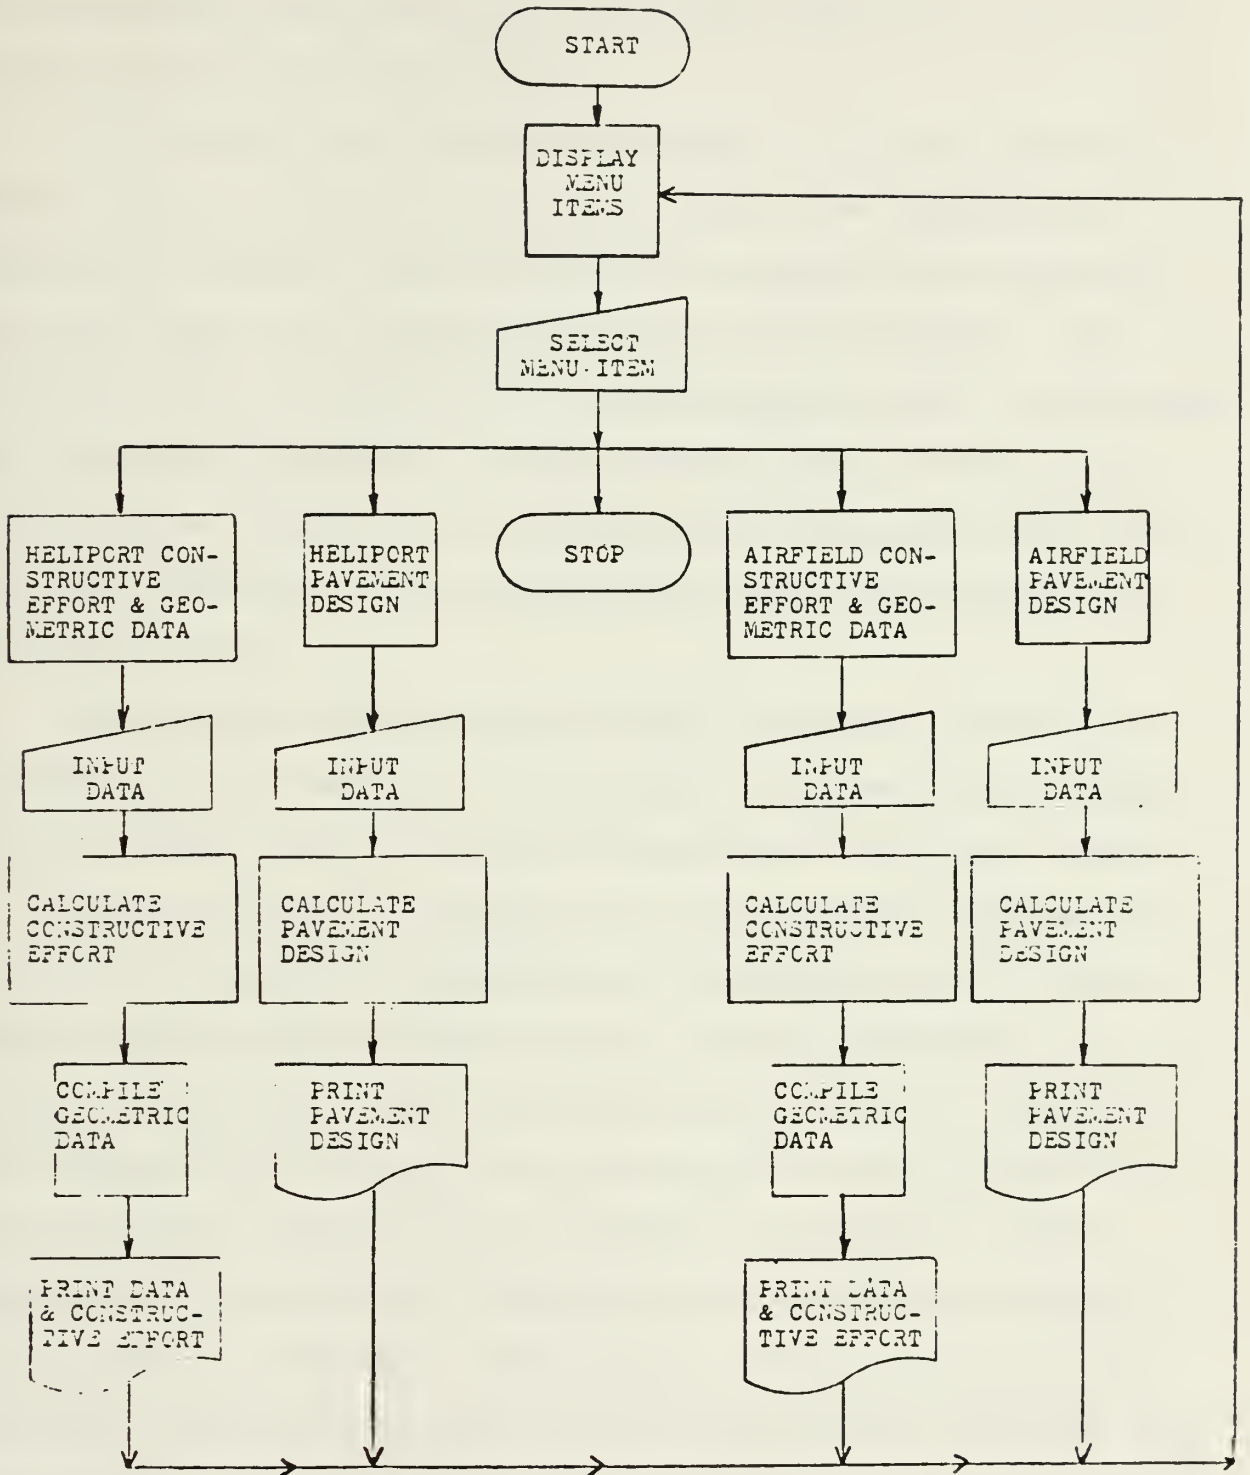 START
DISPLAY
MENU
ITEMS
SELECT
MENU ITEM
HELIPORT CON-
STRUCTIVE
EFFORT & GEO-
METRIC DATA
HELIPORT
PAVEMENT
DESIGN
STOP
AIRFIELD CON-
STRUCTIVE
EFFORT & GEO-
METRIC DATA
AIRFIELD
PAVEMENT
DESIGN
INPUT
DATA
INPUT
DATA
INPUT
DATA
INPUT
DATA
CALCULATE
CONSTRUCTIVE
EFFORT
CALCULATE
PAVEMENT
DESIGN
CALCULATE
CONSTRUCTIVE
EFFORT
CALCULATE
PAVEMENT
DESIGN
COMPILE
GEOMETRIC
DATA
PRINT
PAVEMENT
DESIGN
COMPILE
GEOMETRIC
DATA
PRINT
PAVEMENT
DESIGN
PRINT DATA
& CONSTRUC-
TIVE EFFORT
PRINT DATA
& CONSTRUC-
TIVE EFFORT